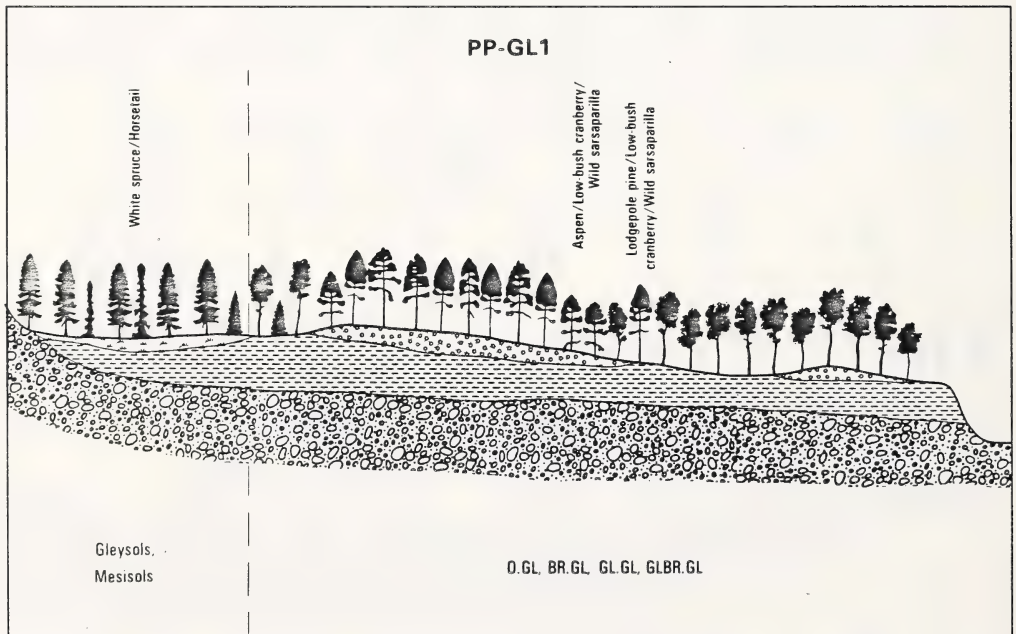 PP-GL1
White spruce/Horsetail
Aspen/Low-bush cranberry/
Wild sarsaparilla
Lodgepole pine/Low-bush
cranberry/Wild sarsaparilla
Gleysols,
Mesisols
O.GL, BR.GL, GL.GL, GLBR.GL